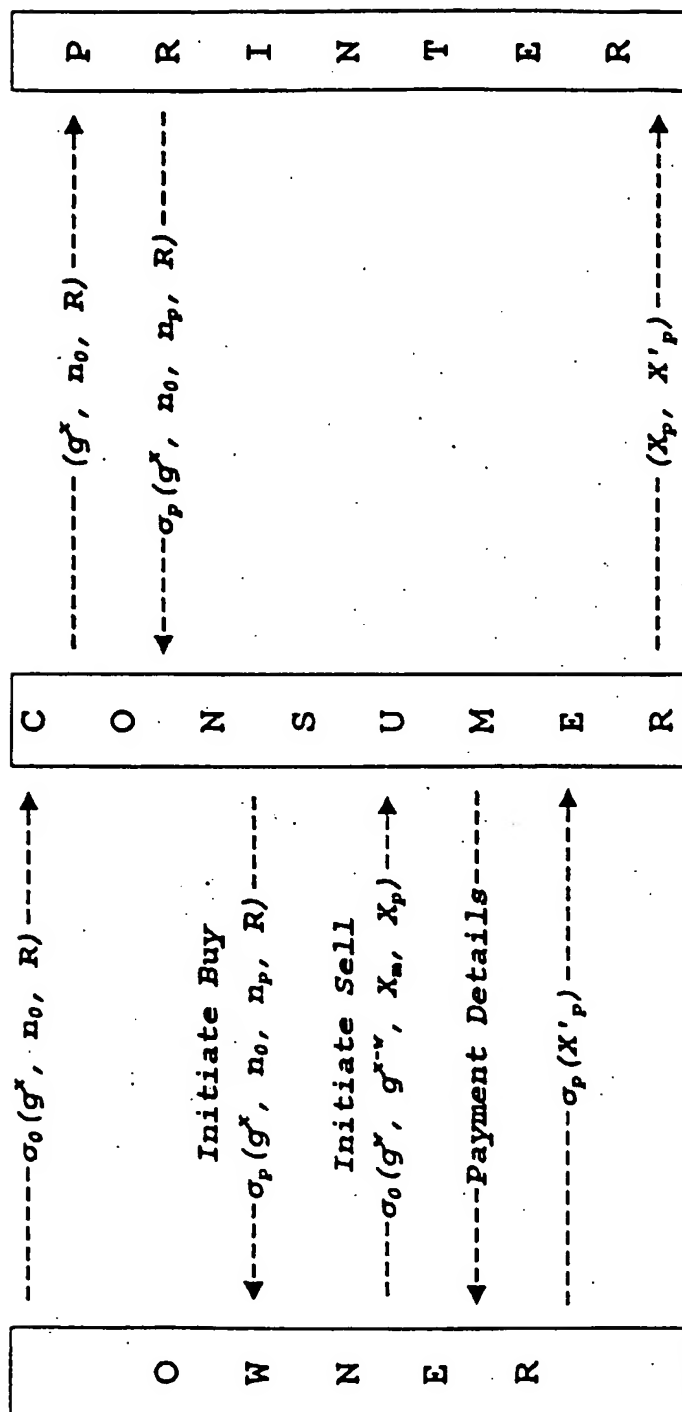 OWNER
CONSUMER
PRINTER
σ₀(gˣ, n₀, R)
(gˣ, n₀, R)
σₚ(gˣ, n₀, nₚ, R)
Initiate Buy
σₚ(gˣ, n₀, nₚ, R)
Initiate Sell
σ₀(gʷ, gˣ⁻ʷ, Xₘ, Xₚ)
Payment Details
σₚ(X'ₚ)
(Xₚ, X'ₚ)